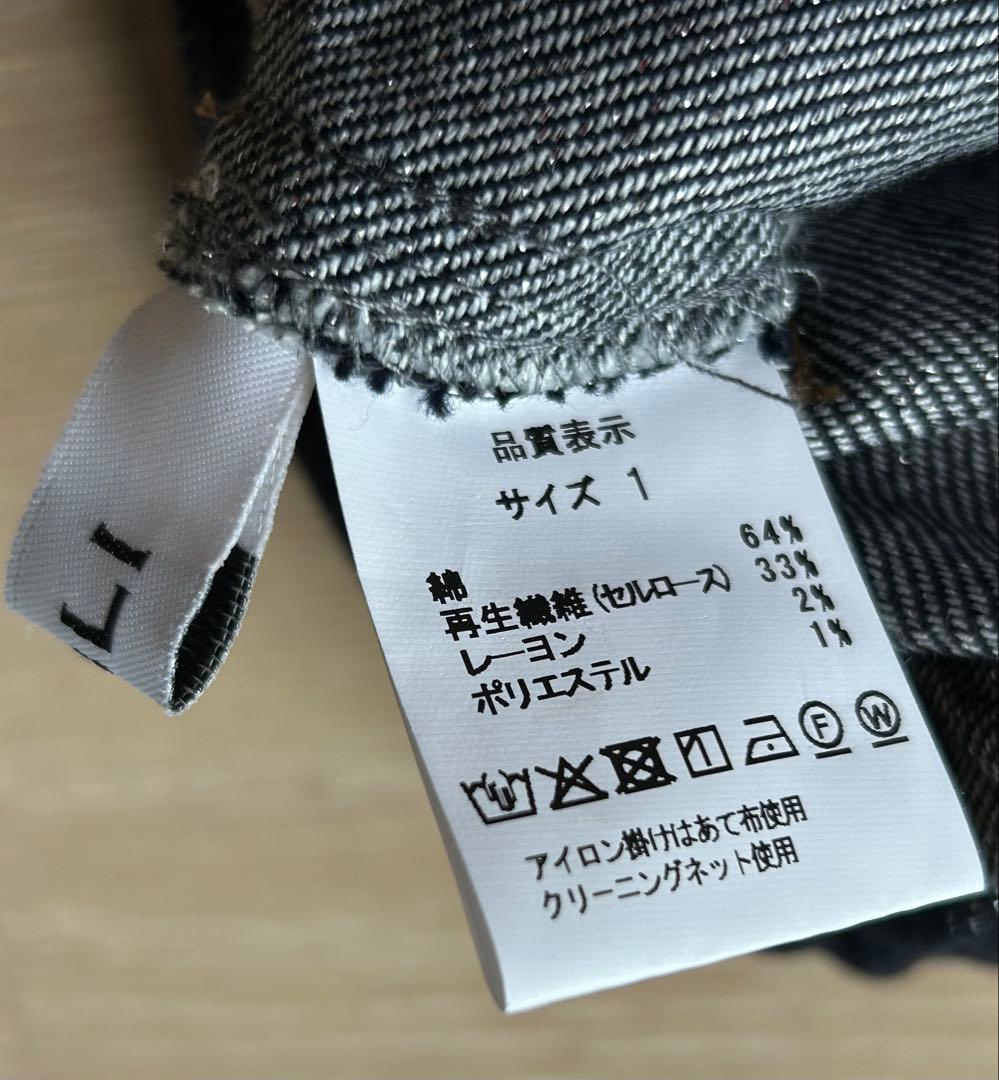 品質表示
サイズ 1
綿 64%
再生繊維(セルロース) 33%
レーヨン 2%
ポリエステル 1%
F W
アイロン掛けはあて布使用
クリーニングネット使用
LI